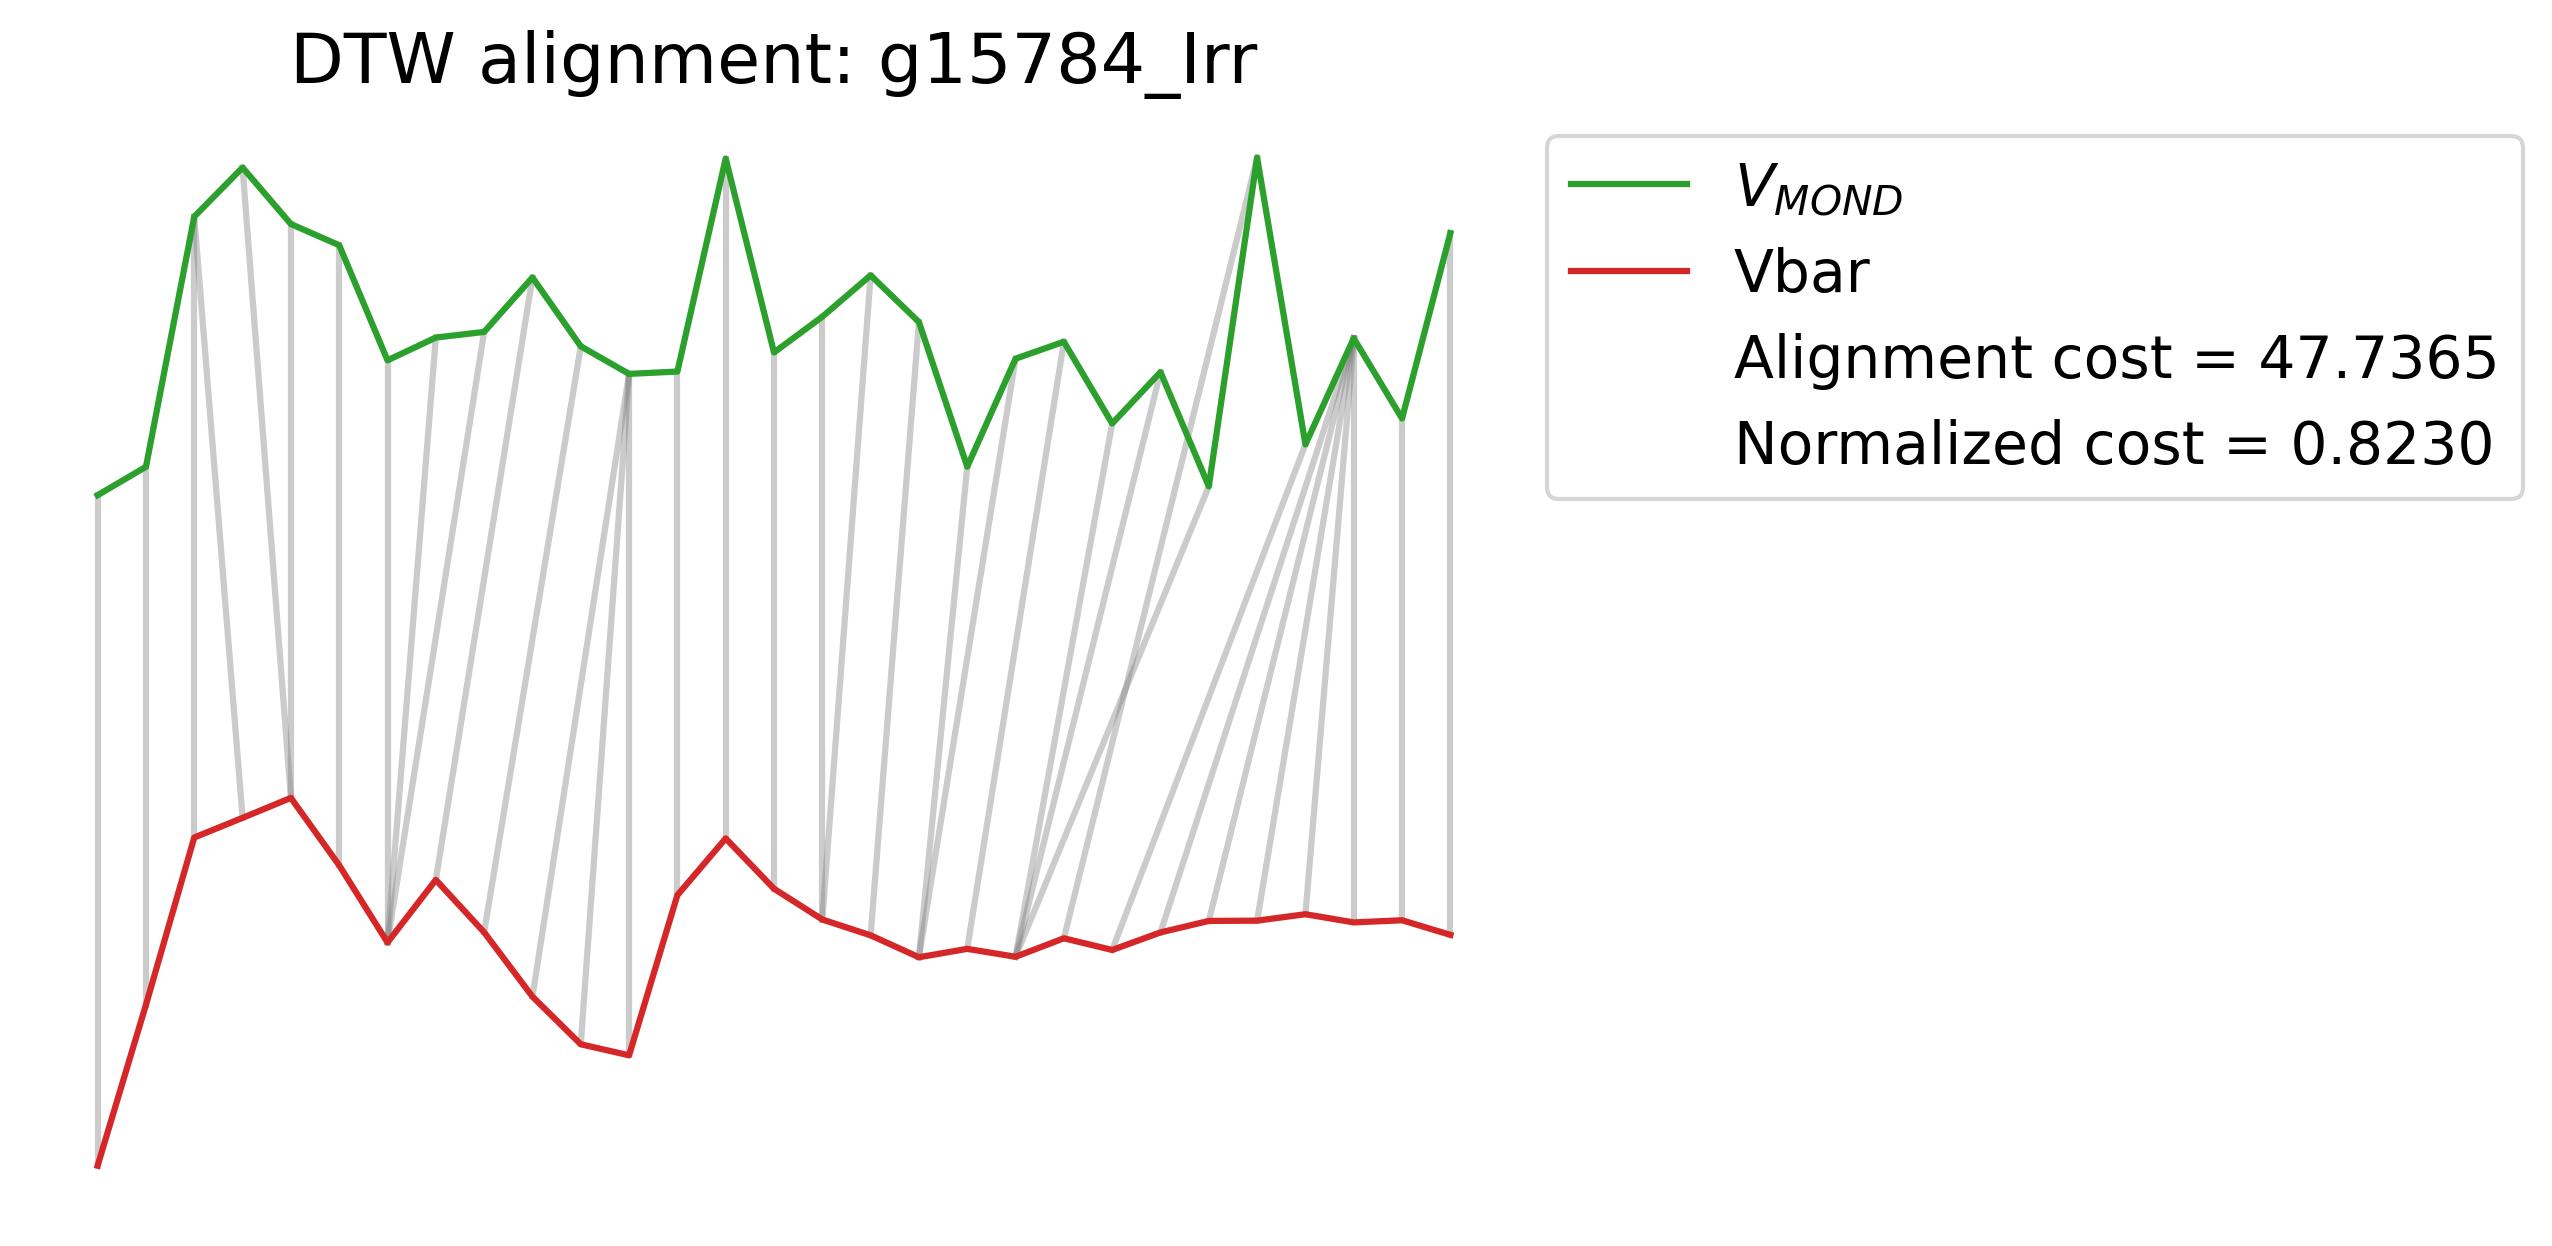 DTW alignment: g15784_Irr
V_MOND
Vbar
Alignment cost = 47.7365
Normalized cost = 0.8230